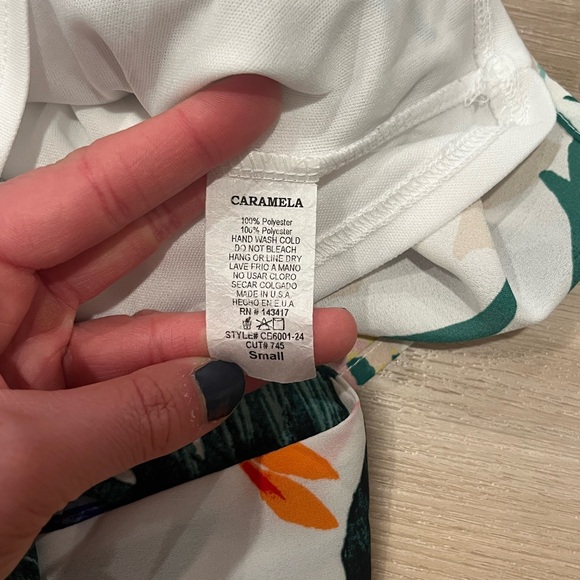 CARAMELA
100% Polyester
100% Polyester
HAND WASH COLD
DO NOT BLEACH
HANG OR LINE DRY
LAVE FRIO A MANO
NO USAR CLORO
SECAR COLGADO
MADE IN U.S.A
HECHO EN E.U.A
RN # 143417
STYLE# CB6001-24
CUT# 745
Small